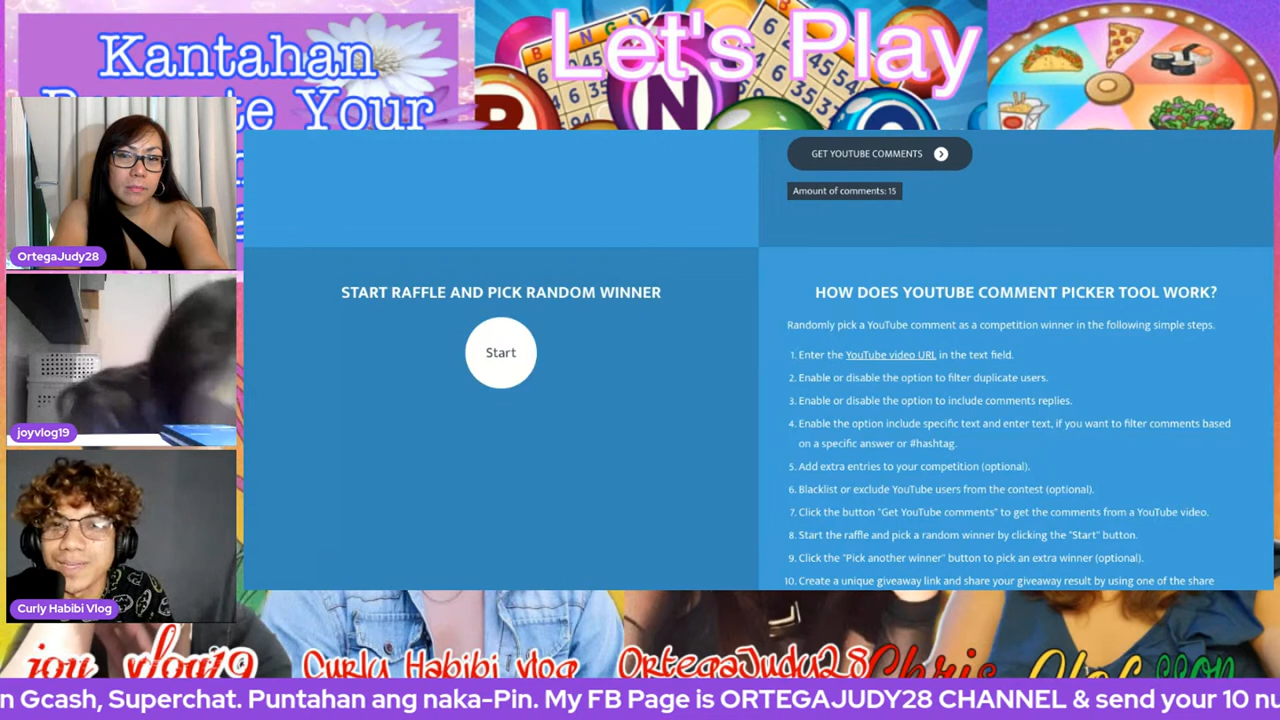 Kantahan
Let's Play
B I N G
N
te Your
OrtegaJudy28
joyvlog19
Curly Habibi Vlog
GET YOUTUBE COMMENTS
Amount of comments: 15
START RAFFLE AND PICK RANDOM WINNER
Start
HOW DOES YOUTUBE COMMENT PICKER TOOL WORK?
Randomly pick a YouTube comment as a competition winner in the following simple steps.
1. Enter the YouTube video URL in the text field.
2. Enable or disable the option to filter duplicate users.
3. Enable or disable the option to include comments replies.
4. Enable the option include specific text and enter text, if you want to filter comments based
on a specific answer or #hashtag.
5. Add extra entries to your competition (optional).
6. Blacklist or exclude YouTube users from the contest (optional).
7. Click the button "Get YouTube comments" to get the comments from a YouTube video.
8. Start the raffle and pick a random winner by clicking the "Start" button.
9. Click the "Pick another winner" button to pick an extra winner (optional).
10. Create a unique giveaway link and share your giveaway result by using one of the share
joy vlog19
Curly Habibi vlog
OrtegaJudy28
Chris
n Gcash, Superchat. Puntahan ang naka-Pin. My FB Page is ORTEGAJUDY28 CHANNEL & send your 10 nu